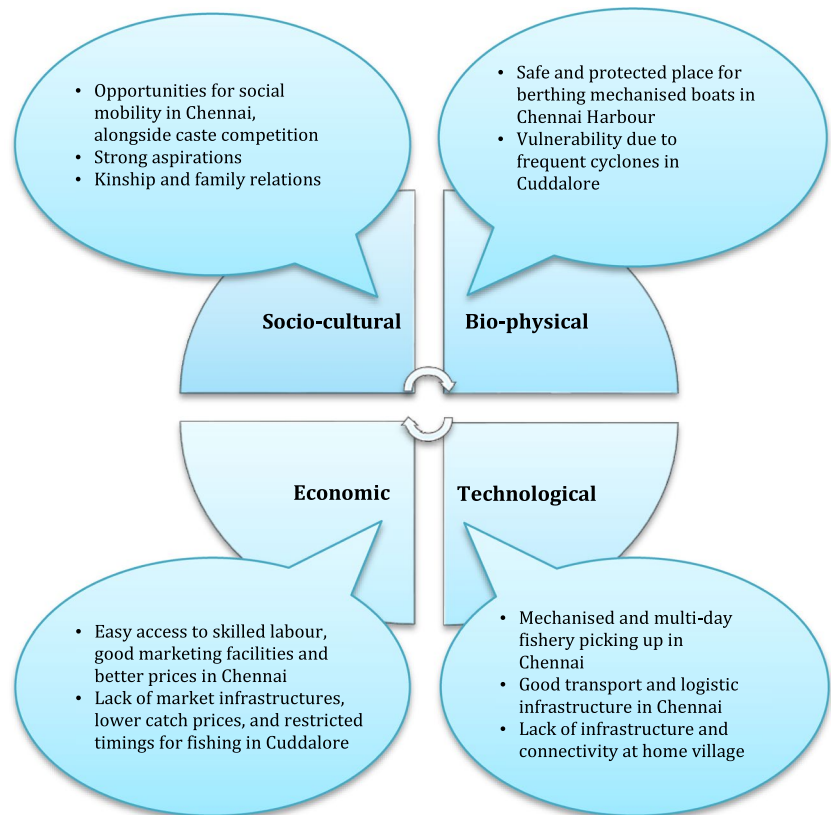 • Opportunities for social
mobility in Chennai,
alongside caste competition
• Strong aspirations
• Kinship and family relations
• Safe and protected place for
berthing mechanised boats in
Chennai Harbour
• Vulnerability due to
frequent cyclones in
Cuddalore
Socio-cultural
Bio-physical
Economic
Technological
• Easy access to skilled labour,
good marketing facilities and
better prices in Chennai
• Lack of market infrastructures,
lower catch prices, and restricted
timings for fishing in Cuddalore
• Mechanised and multi-day
fishery picking up in
Chennai
• Good transport and logistic
infrastructure in Chennai
• Lack of infrastructure and
connectivity at home village